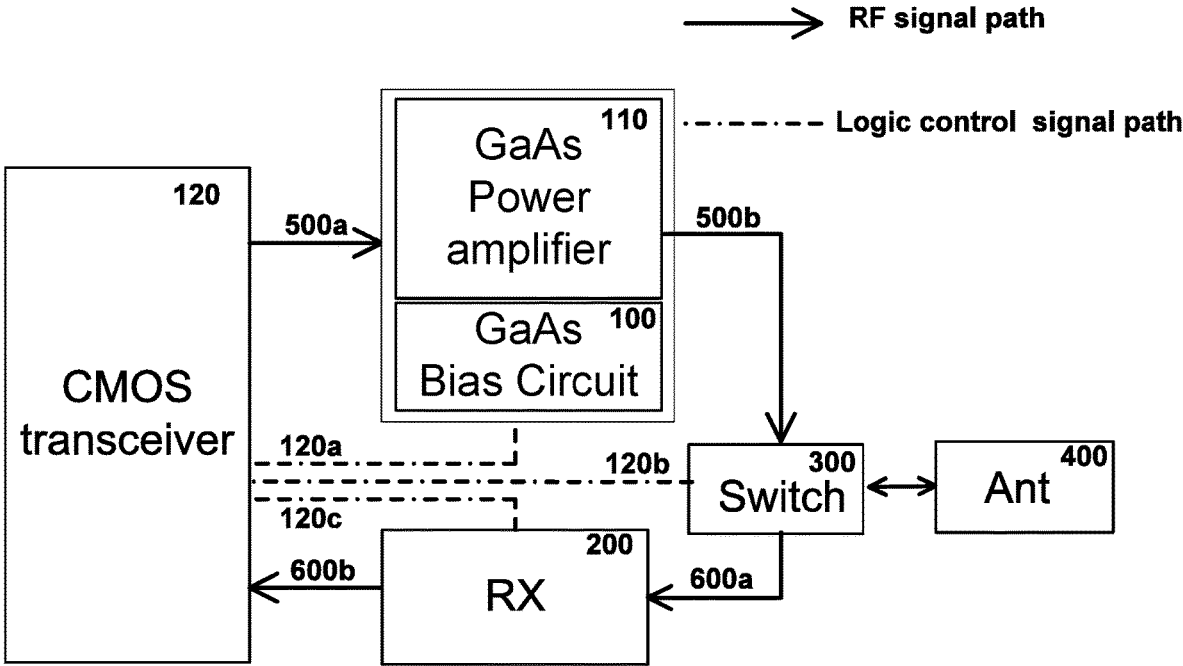 RF signal path
Logic control signal path
110
GaAs
Power
amplifier
120
500a
500b
100
GaAs
Bias Circuit
CMOS
transceiver
120a
120b
300
Switch
400
Ant
120c
200
RX
600b
600a